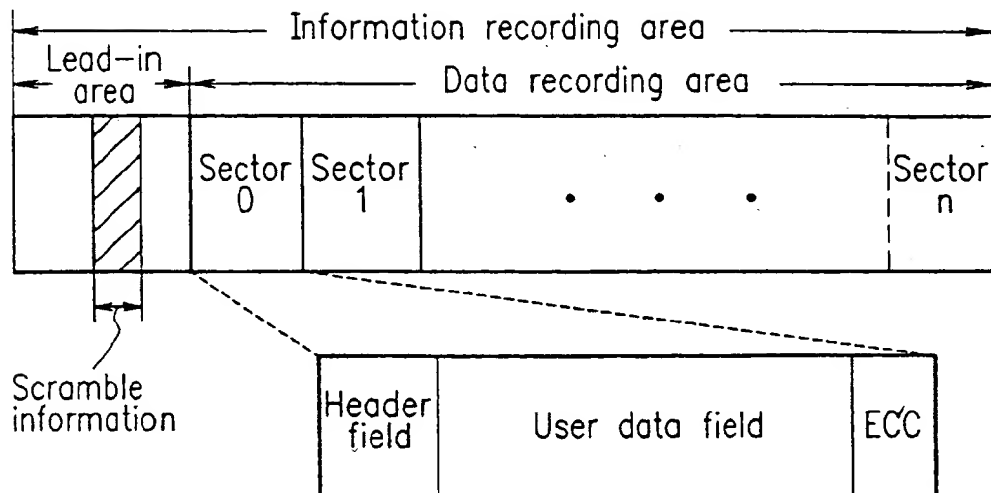 Information recording area
Lead-in
area
Data recording area
Sector
0
Sector
1
Sector
n
Scramble
information
Header
field
User data field
ECC